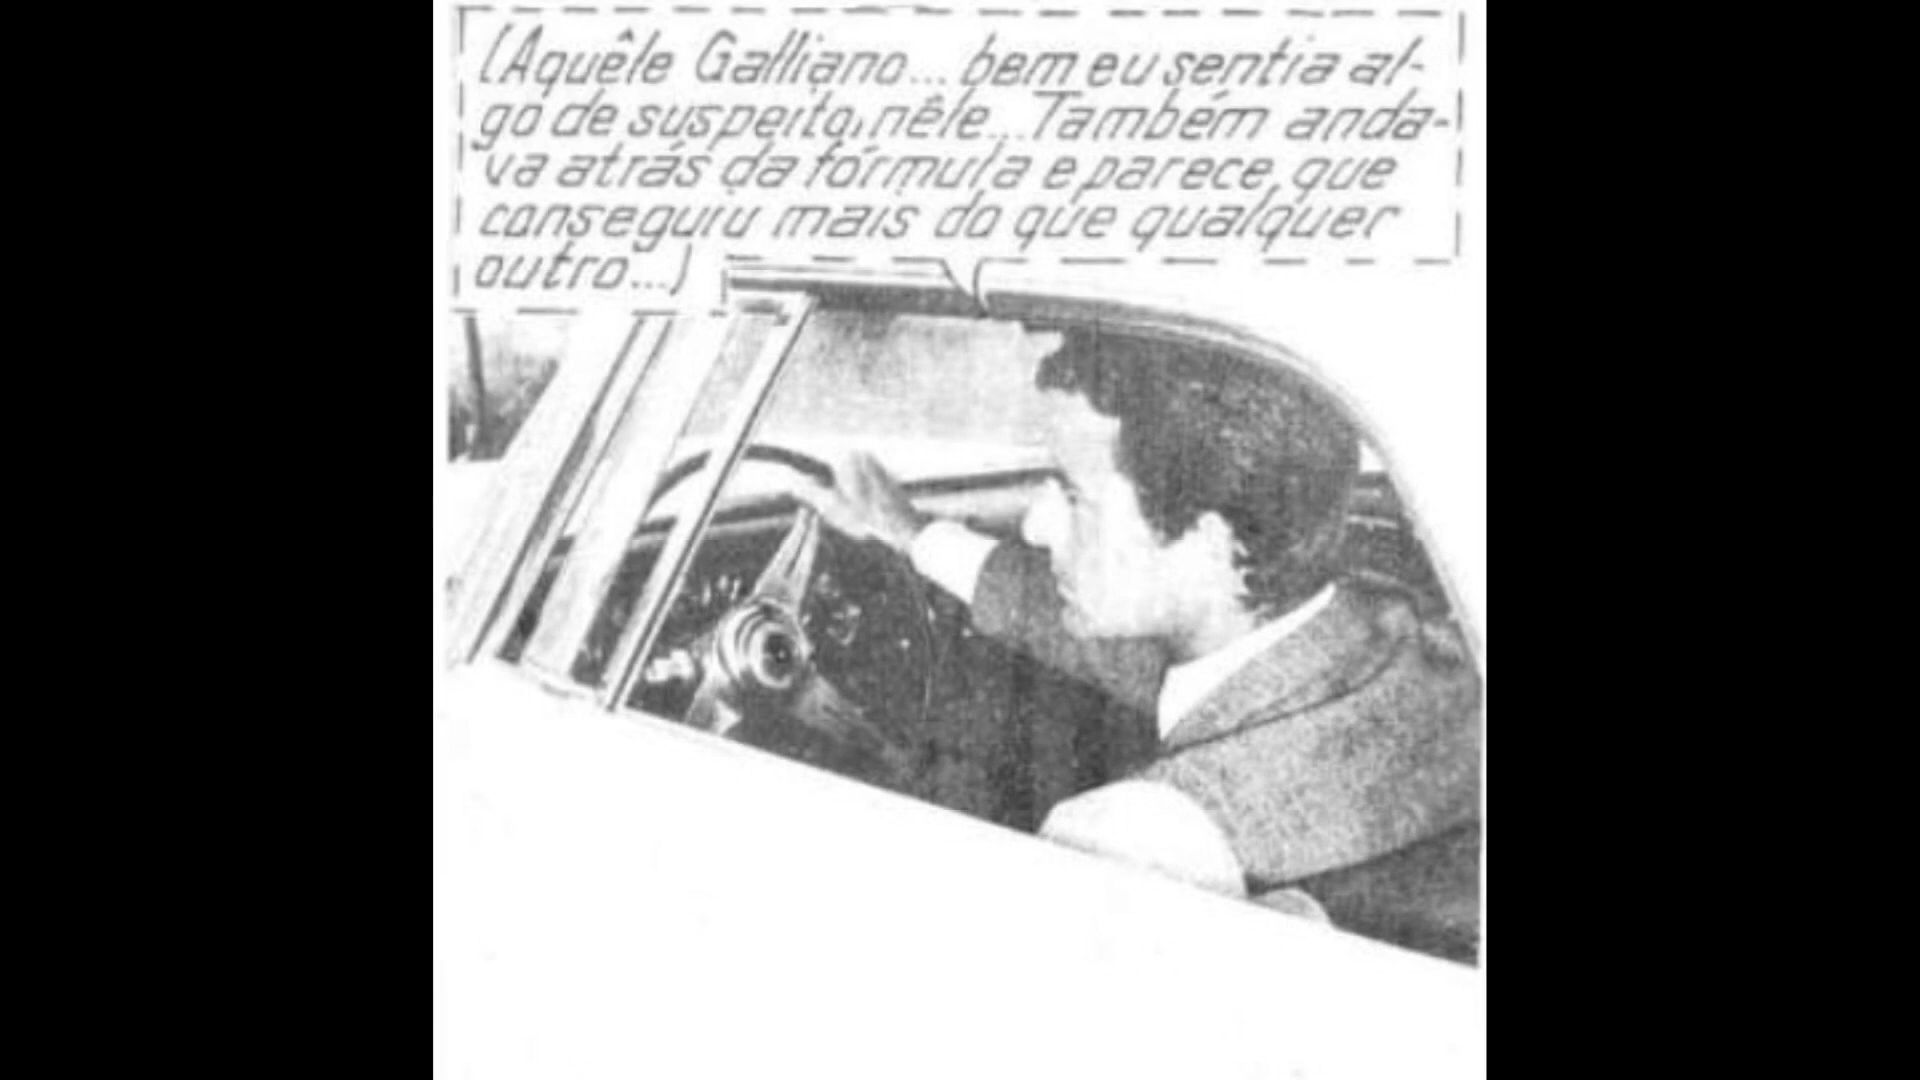 (Aquêle Galliano... bem eu sentia al-
go de suspeito nêle... Também anda-
va atrás da fórmula e parece que
conseguiu mais do que qualquer
outro...)